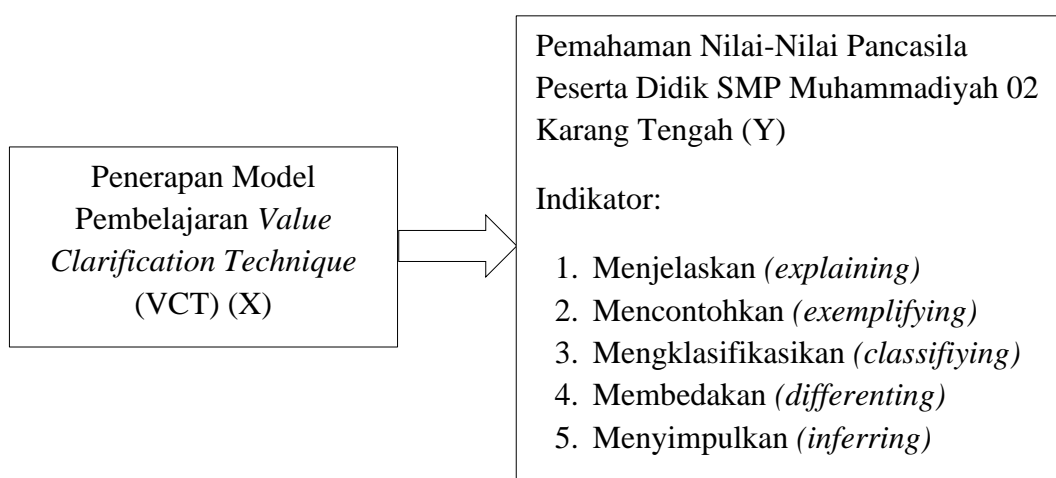 Penerapan Model
Pembelajaran Value
Clarification Technique
(VCT) (X)
Pemahaman Nilai-Nilai Pancasila
Peserta Didik SMP Muhammadiyah 02
Karang Tengah (Y)
Indikator:
1. Menjelaskan (explaining)
2. Mencontohkan (exemplifying)
3. Mengklasifikasikan (classifiying)
4. Membedakan (differenting)
5. Menyimpulkan (inferring)